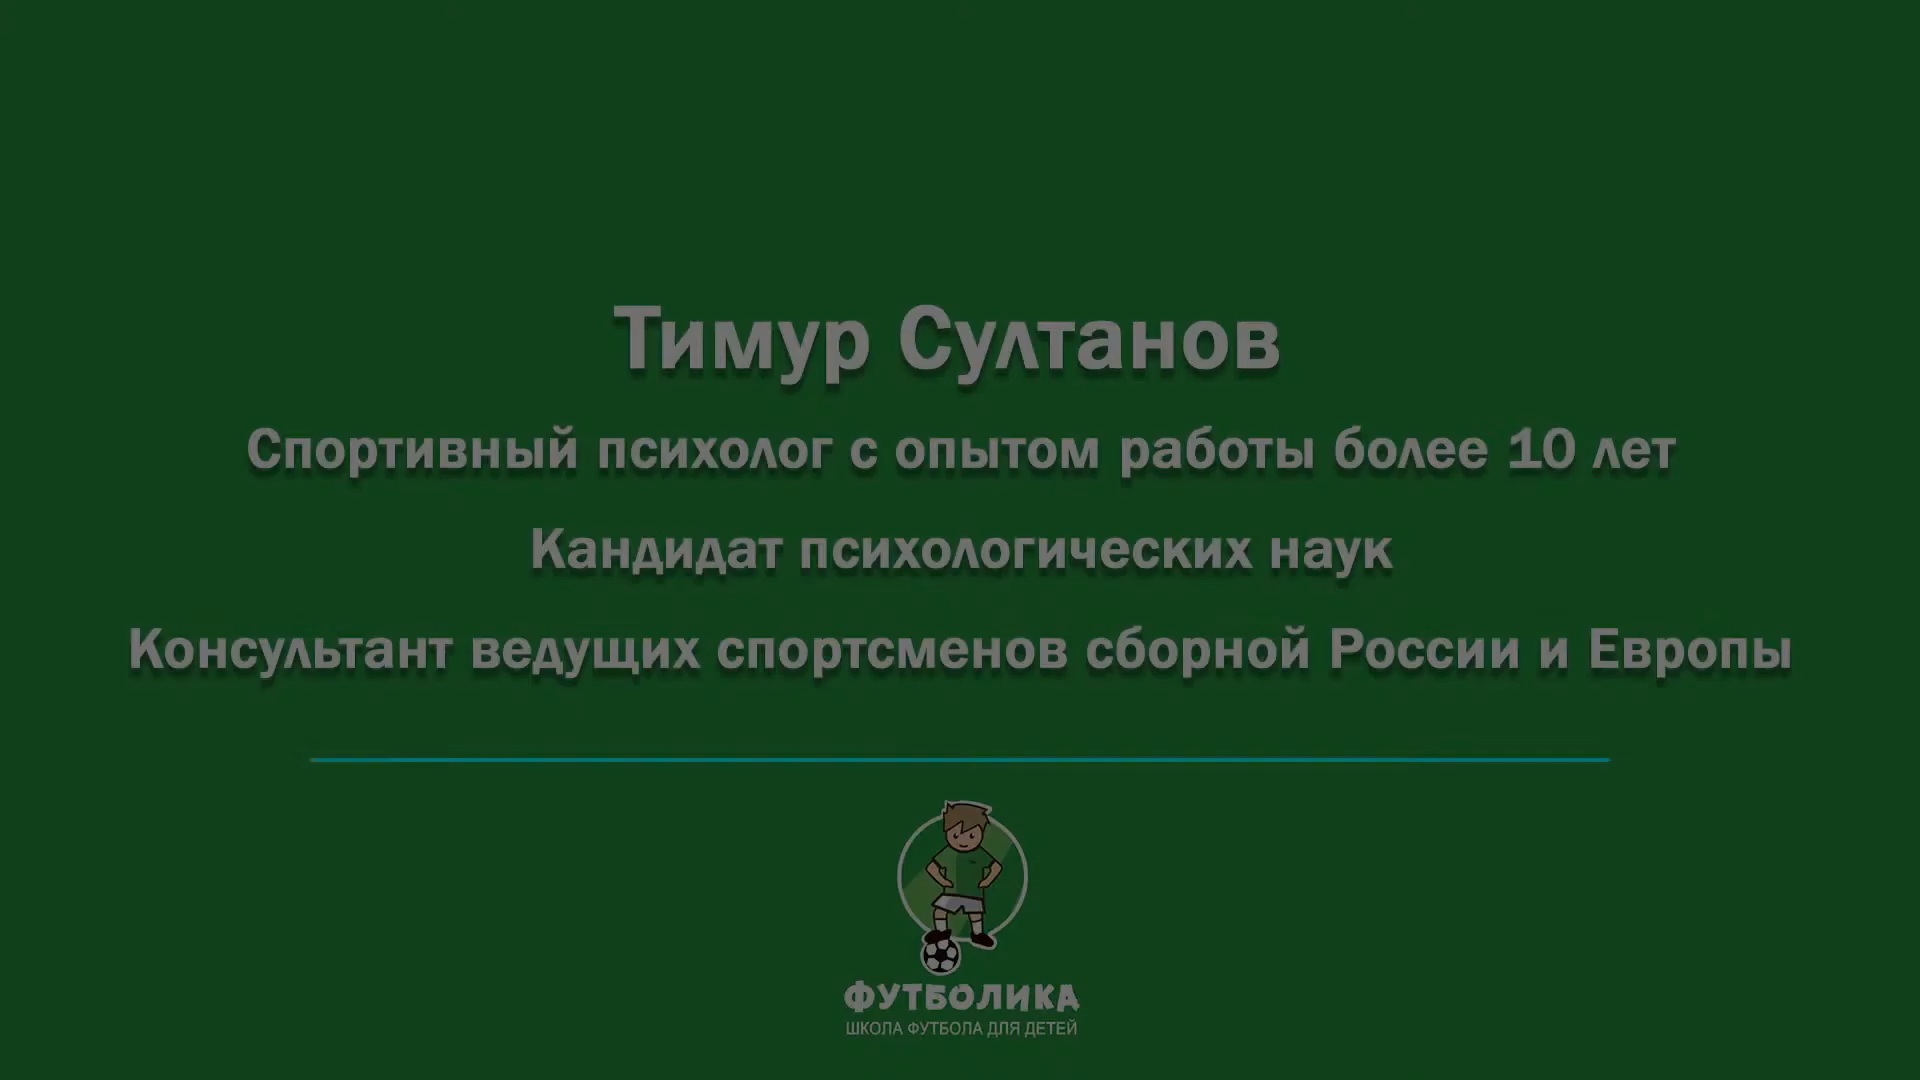 Тимур Султанов
Спортивный психолог с опытом работы более 10 лет
Кандидат психологических наук
Консультант ведущих спортсменов сборной России и Европы
ФУТБОЛИКА
ШКОЛА ФУТБОЛА ДЛЯ ДЕТЕЙ